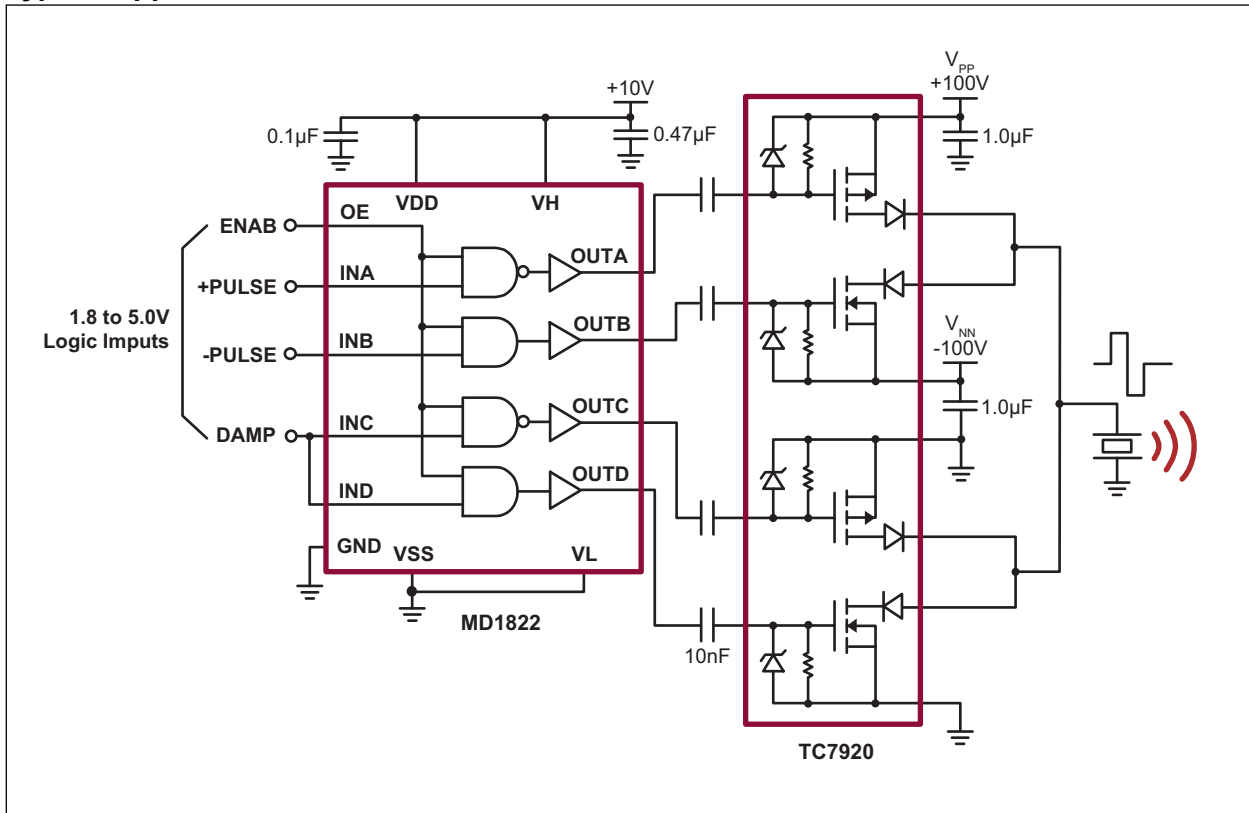 +10V
0.1µF
0.47µF
VDD
VH
ENAB
OE
+PULSE
INA
OUTA
1.8 to 5.0V
Logic Imputs
-PULSE
INB
OUTB
DAMP
INC
OUTC
IND
OUTD
GND
VSS
VL
MD1822
10nF
VPP
+100V
1.0µF
VNN
-100V
1.0µF
TC7920